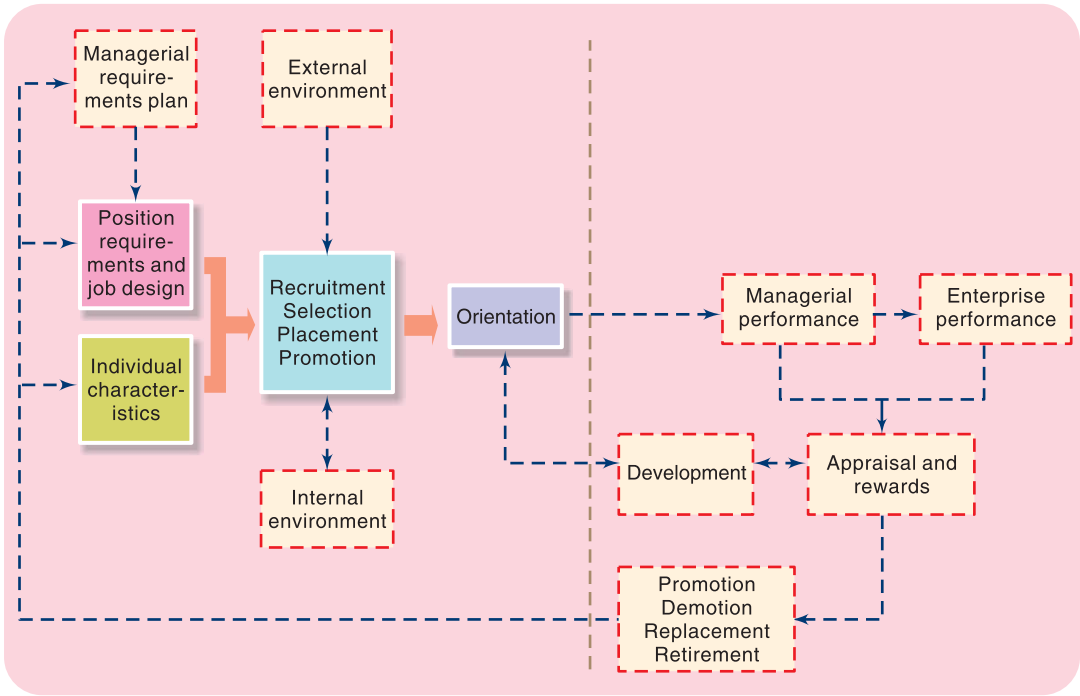 Managerial
require-
ments plan
External
environment
Position
require-
ments and
job design
Recruitment
Selection
Placement
Promotion
Orientation
Managerial
performance
Enterprise
performance
Individual
character-
istics
Internal
environment
Development
Appraisal and
rewards
Promotion
Demotion
Replacement
Retirement